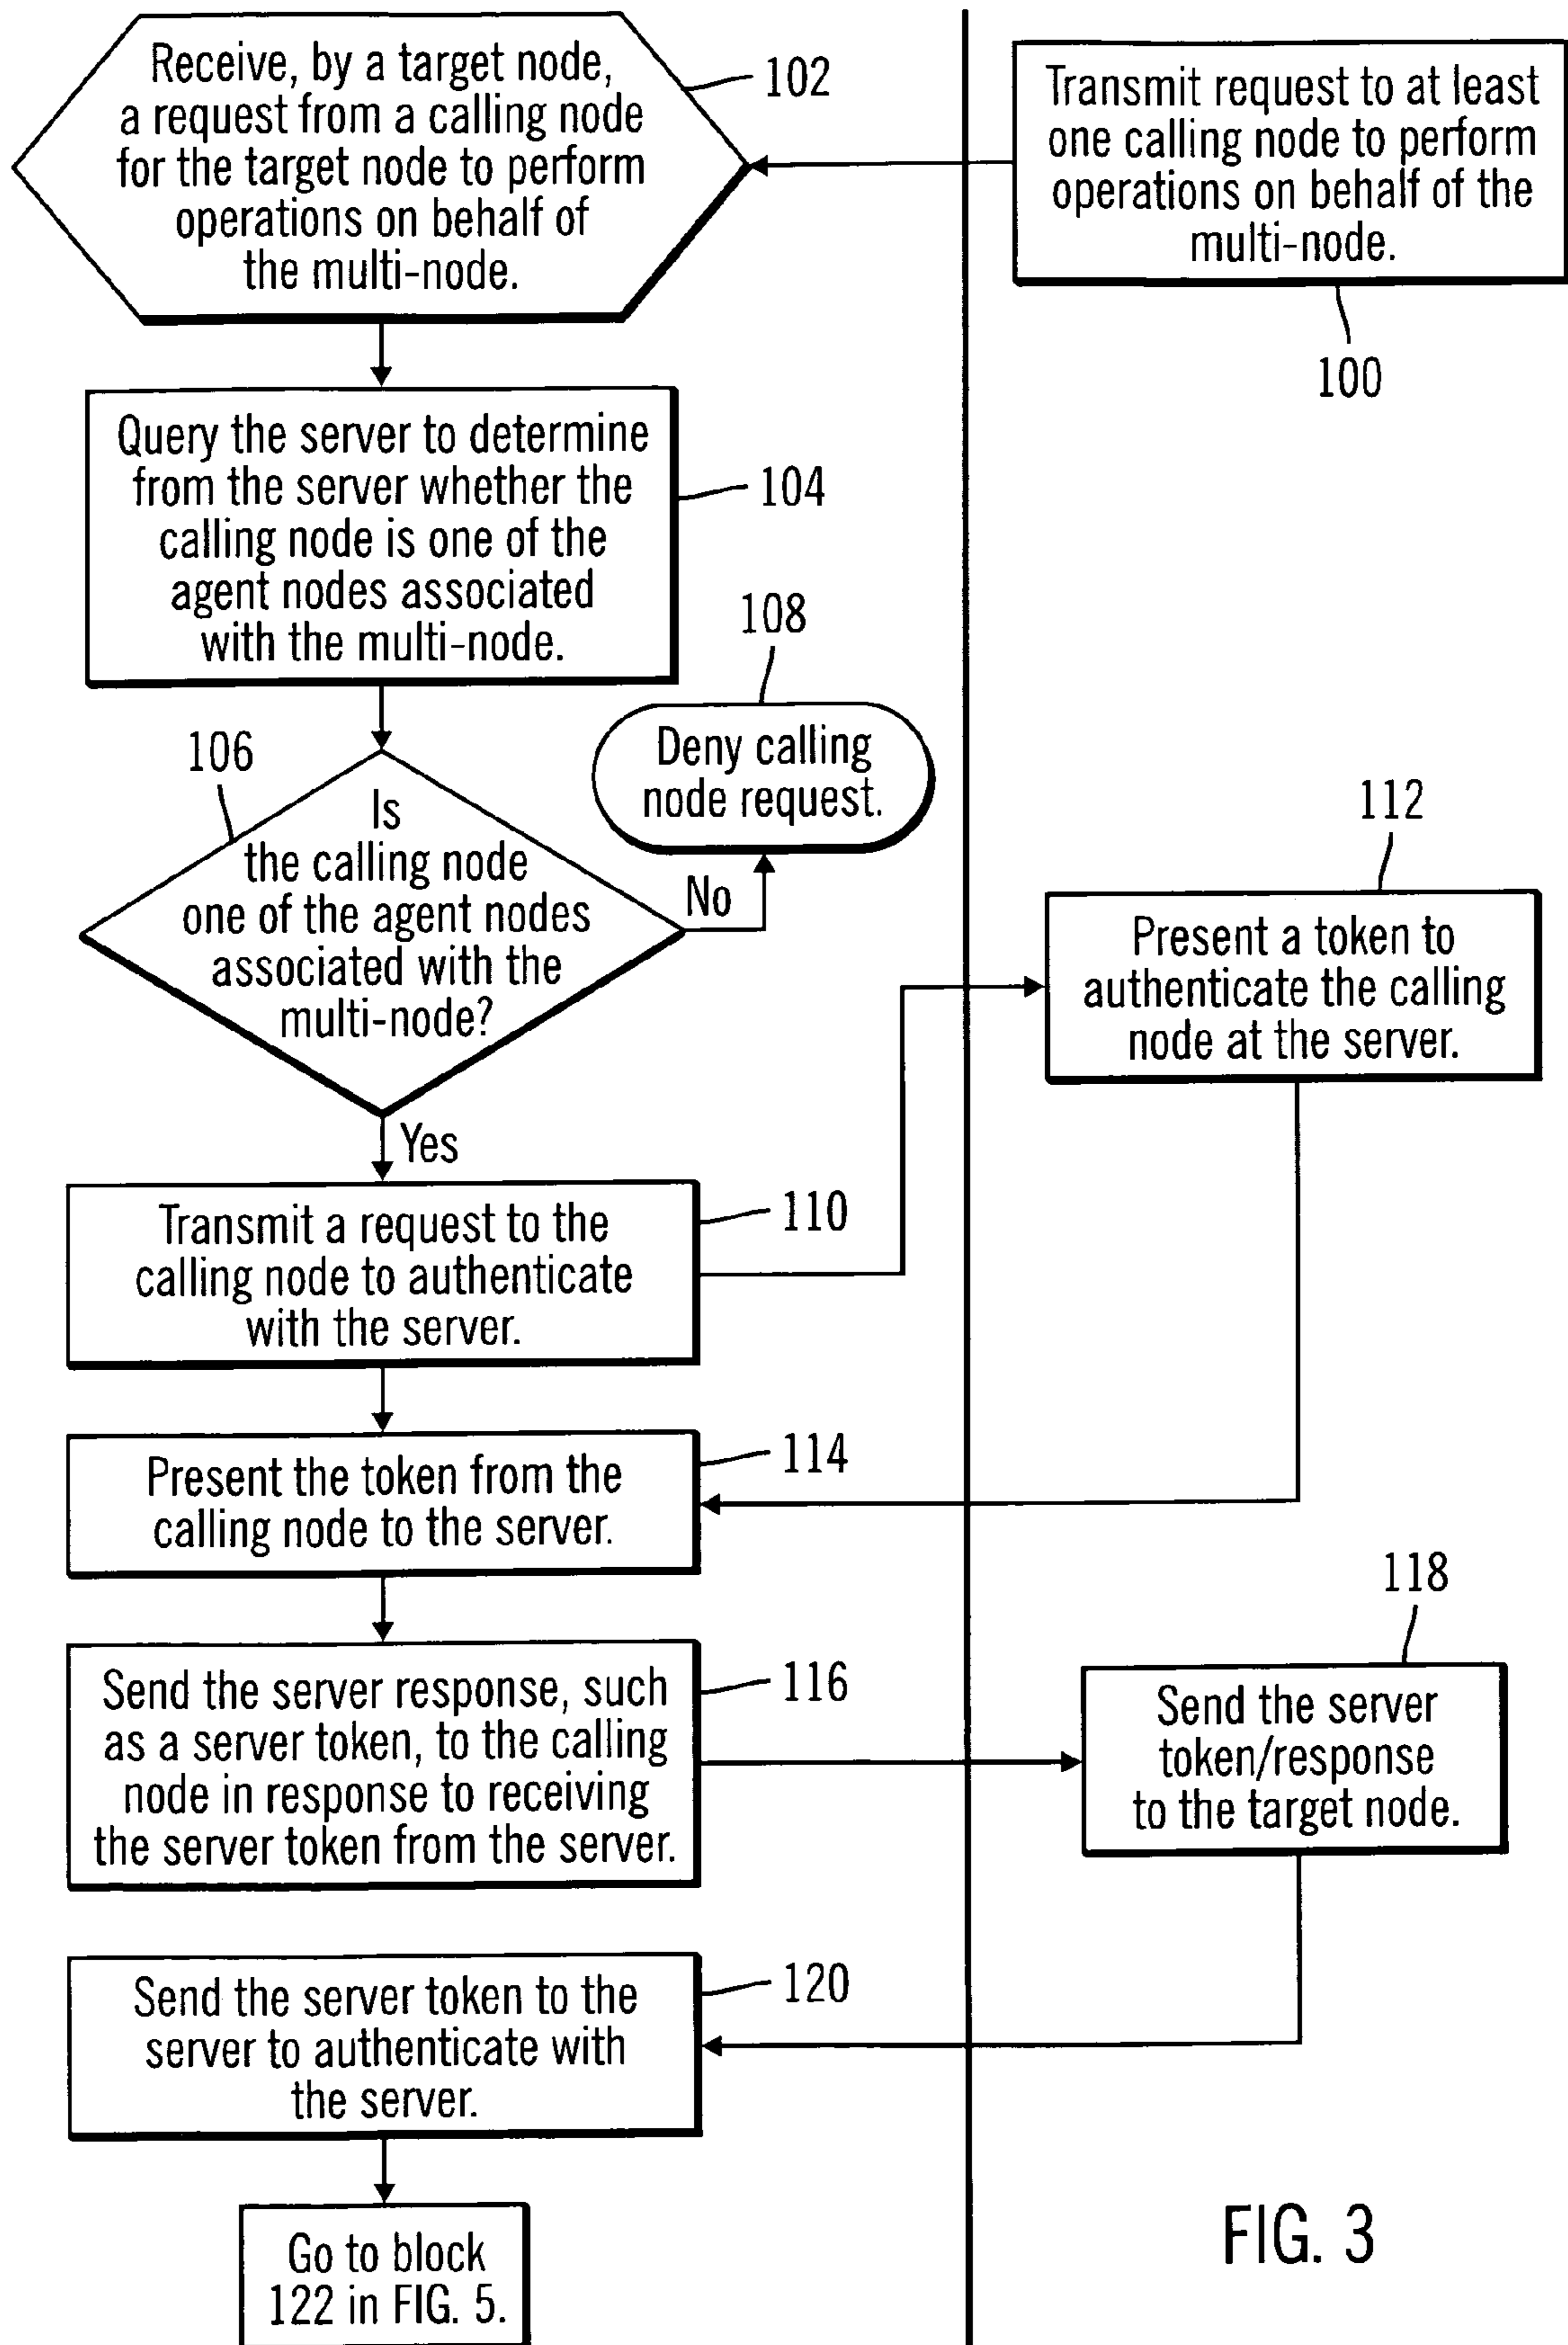 Receive, by a target node,
a request from a calling node
for the target node to perform
operations on behalf of
the multi-node.
102
Transmit request to at least
one calling node to perform
operations on behalf of the
multi-node.
100
Query the server to determine
from the server whether the
calling node is one of the
agent nodes associated
with the multi-node.
104
106
Is
the calling node
one of the agent nodes
associated with the
multi-node?
No
108
Deny calling
node request.
Yes
Transmit a request to the
calling node to authenticate
with the server.
110
112
Present a token to
authenticate the calling
node at the server.
Present the token from the
calling node to the server.
114
Send the server response, such
as a server token, to the calling
node in response to receiving
the server token from the server.
116
118
Send the server
token/response
to the target node.
Send the server token to the
server to authenticate with
the server.
120
Go to block
122 in FIG. 5.
FIG. 3